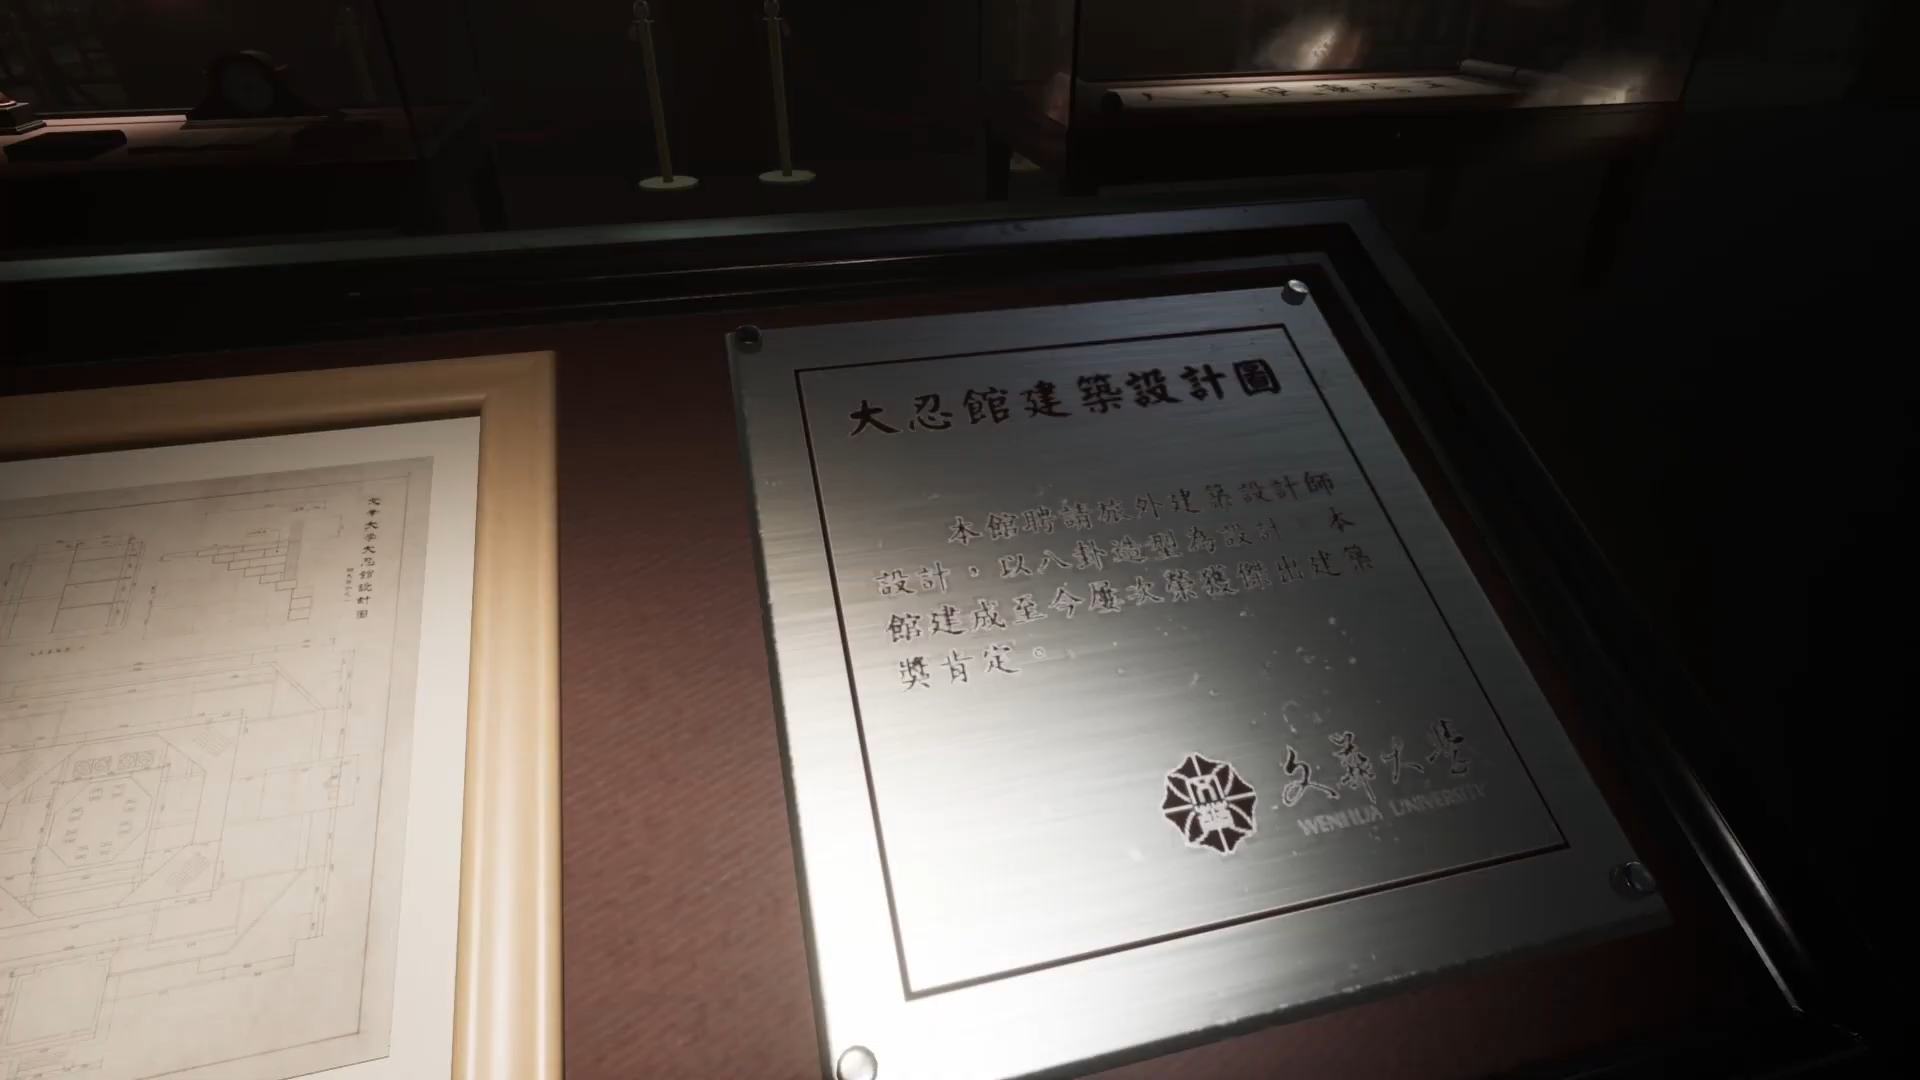 大忍館建築設計圖
本館聘請旅外建築設計師
設計,以八卦造型為設計 本
館建成至今屢次榮獲傑出建築
獎肯定。
文華大學
WENHUA UNIVERSITY
文華大学大忍館設計圖